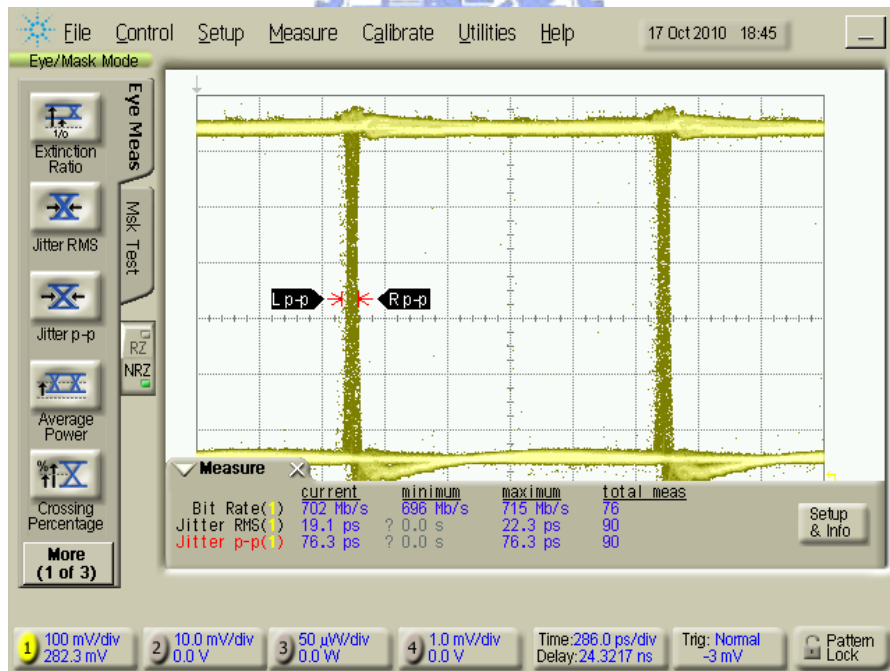 File Control Setup Measure Calibrate Utilities Help 17 Oct 2010 18:45
Eye/Mask Mode
Eye Meas
Msk Test
1/0
Extinction
Ratio
Jitter RMS
Jitter p-p
RZ
NRZ
Average
Power
%
Crossing
Percentage
More
(1 of 3)
L p-p
R p-p
Measure
current minimum maximum total meas
Bit Rate(1) 702 Mb/s 696 Mb/s 715 Mb/s 76
Jitter RMS(1) 19.1 ps ? 0.0 s 22.3 ps 90
Jitter p-p(1) 76.3 ps ? 0.0 s 76.3 ps 90
Setup
& Info
1 100 mV/div
282.3 mV
2 10.0 mV/div
0.0 V
3 50 µW/div
0.0 W
4 1.0 mV/div
0.0 V
Time:286.0 ps/div
Delay:24.3217 ns
Trig: Normal
-3 mV
Pattern
Lock